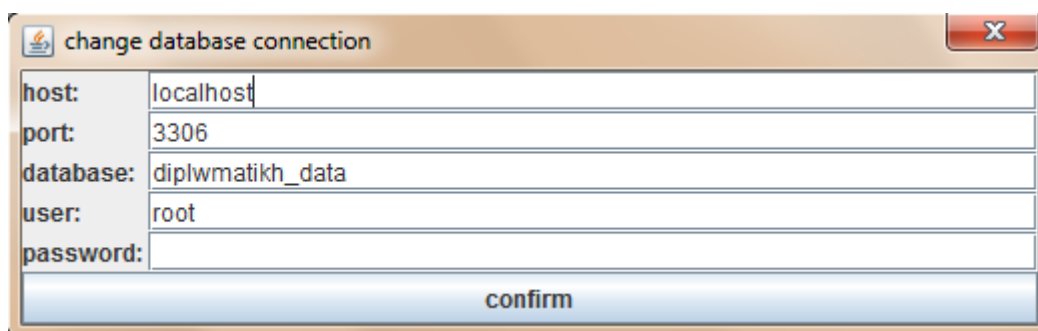 change database connection
host: localhost
port: 3306
database: diplwmatikh_data
user: root
password:
confirm